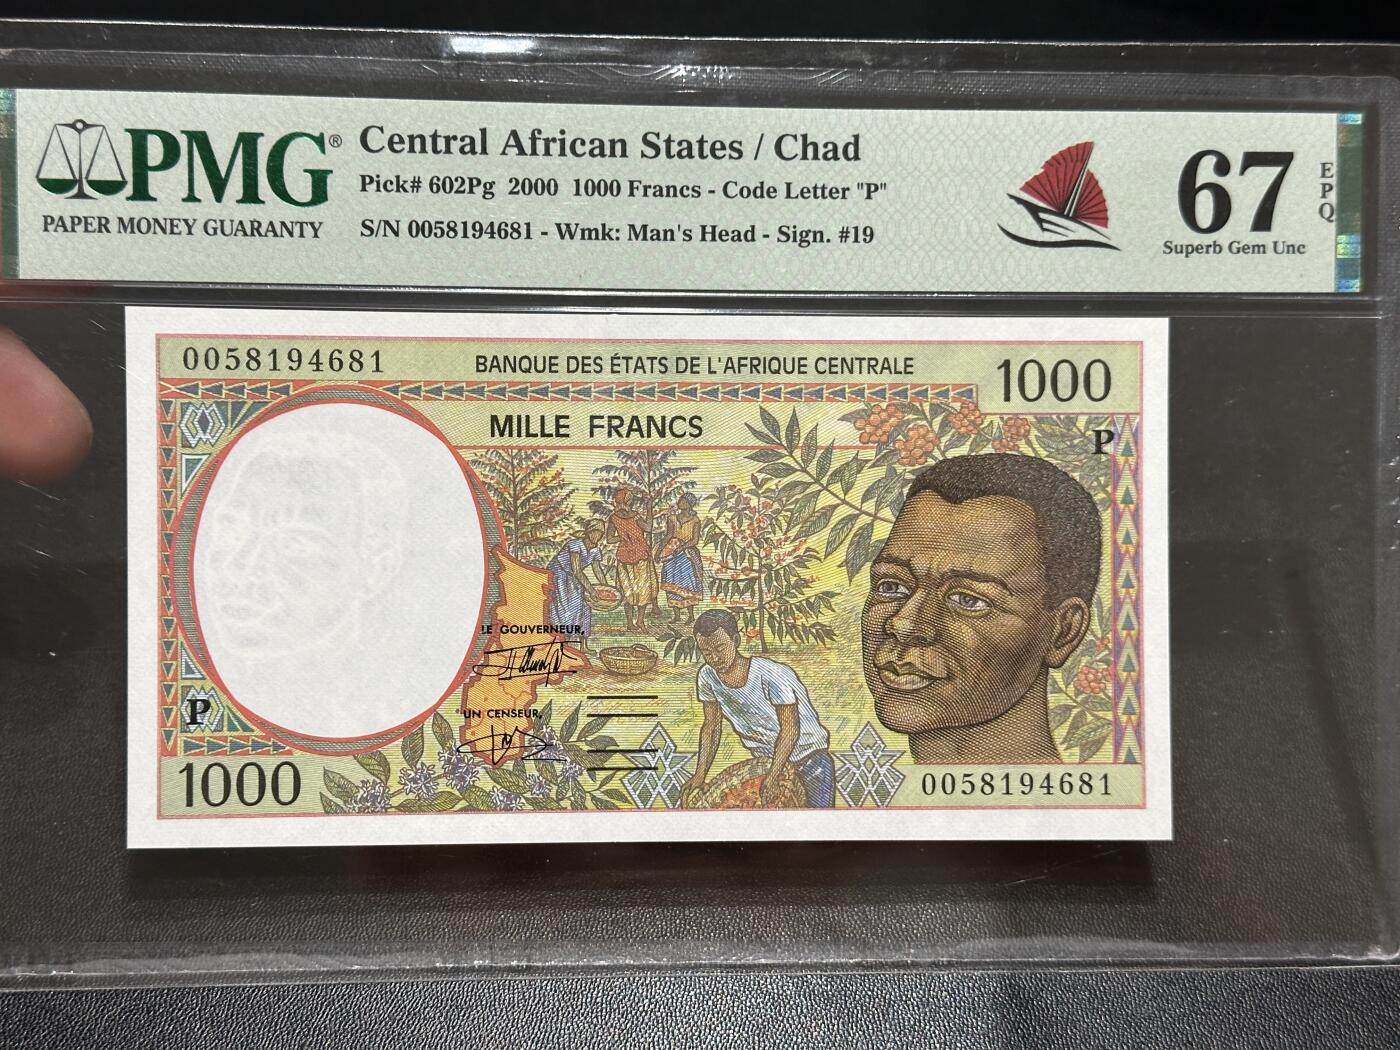 PMG®
PAPER MONEY GUARANTY
Central African States / Chad
Pick# 602Pg 2000 1000 Francs - Code Letter "P"
S/N 0058194681 - Wmk: Man's Head - Sign. #19
67
EPQ
Superb Gem Unc
0058194681
BANQUE DES ÉTATS DE L'AFRIQUE CENTRALE
1000
MILLE FRANCS
P
LE GOUVERNEUR,
UN CENSEUR,
P
1000
0058194681